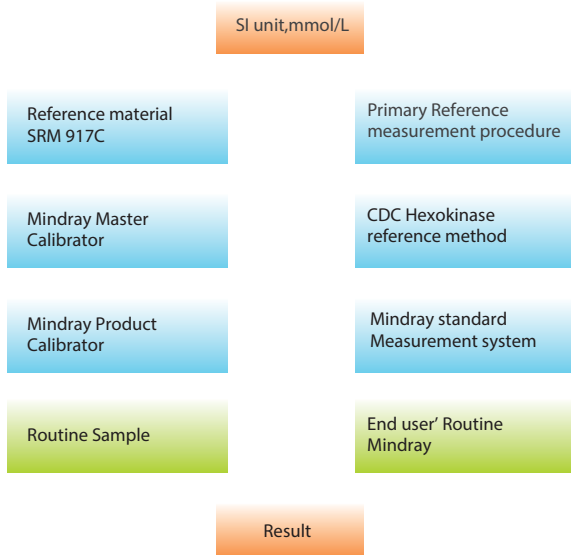 SI unit,mmol/L
Reference material
SRM 917C
Primary Reference
measurement procedure
Mindray Master
Calibrator
CDC Hexokinase
reference method
Mindray Product
Calibrator
Mindray standard
Measurement system
Routine Sample
End user' Routine
Mindray
Result